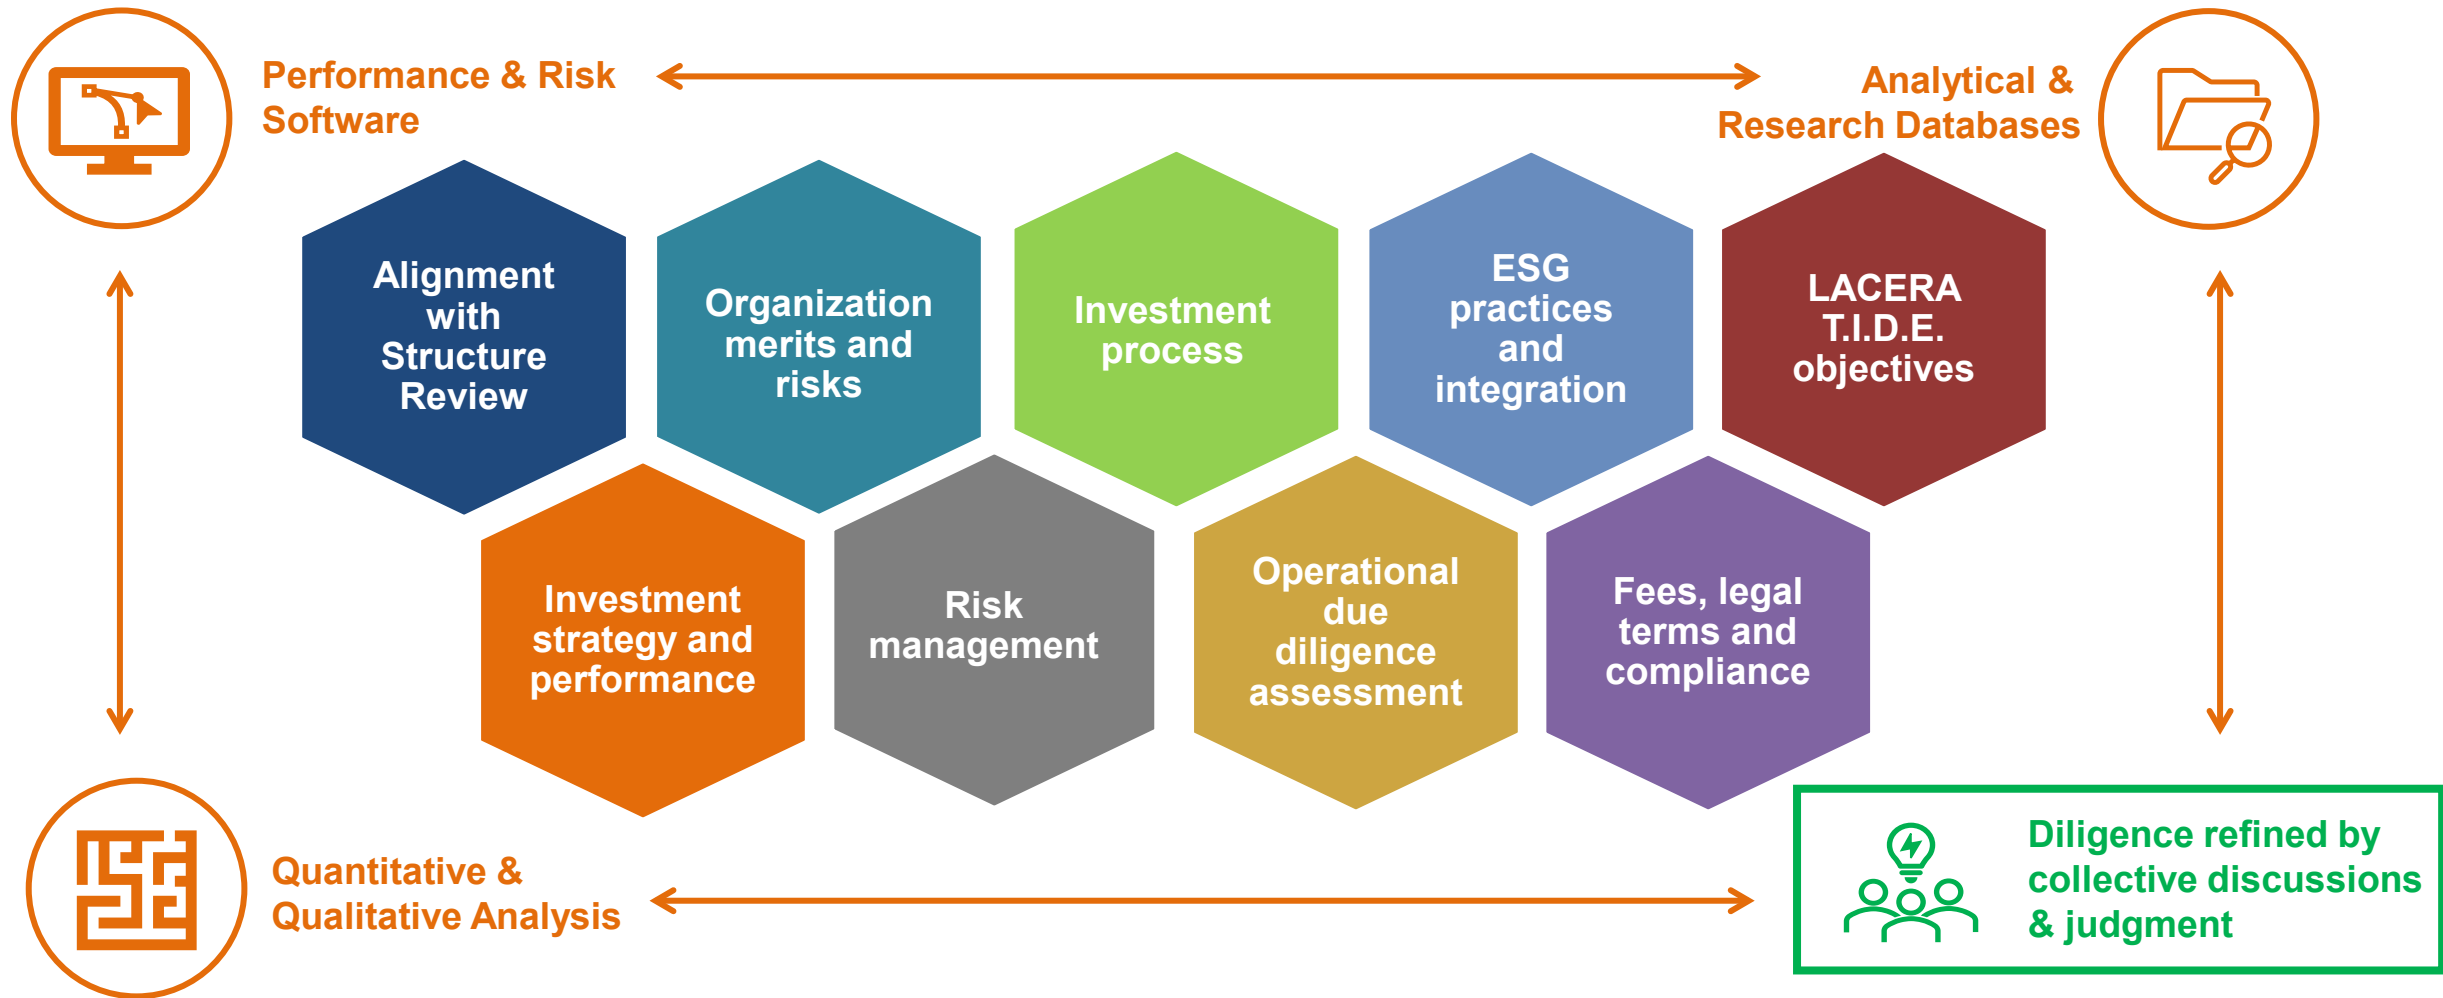 Performance & Risk
Software
Analytical &
Research Databases
Alignment
with
Structure
Review
Organization
merits and
risks
Investment
process
ESG
practices
and
integration
LACERA
T.I.D.E.
objectives
Investment
strategy and
performance
Risk
management
Operational
due
diligence
assessment
Fees, legal
terms and
compliance
Quantitative &
Qualitative Analysis
Diligence refined by
collective discussions
& judgment